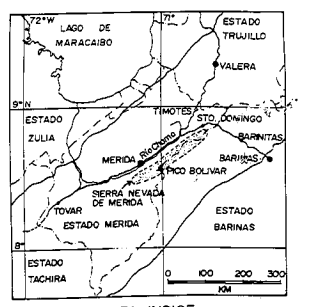 72°W
71°
LAGO DE
MARACAIBO
ESTADO
TRUJILLO
VALERA
9°N
TIMOTES
STO. DOMINGO
ESTADO
ZULIA
Río Chama
BARINITAS
MERIDA
BARINAS
PICO BOLIVAR
SIERRA NEVADA
DE MERIDA
TOVAR
ESTADO MERIDA
ESTADO
BARINAS
8°
ESTADO
TACHIRA
0 100 200 300
KM